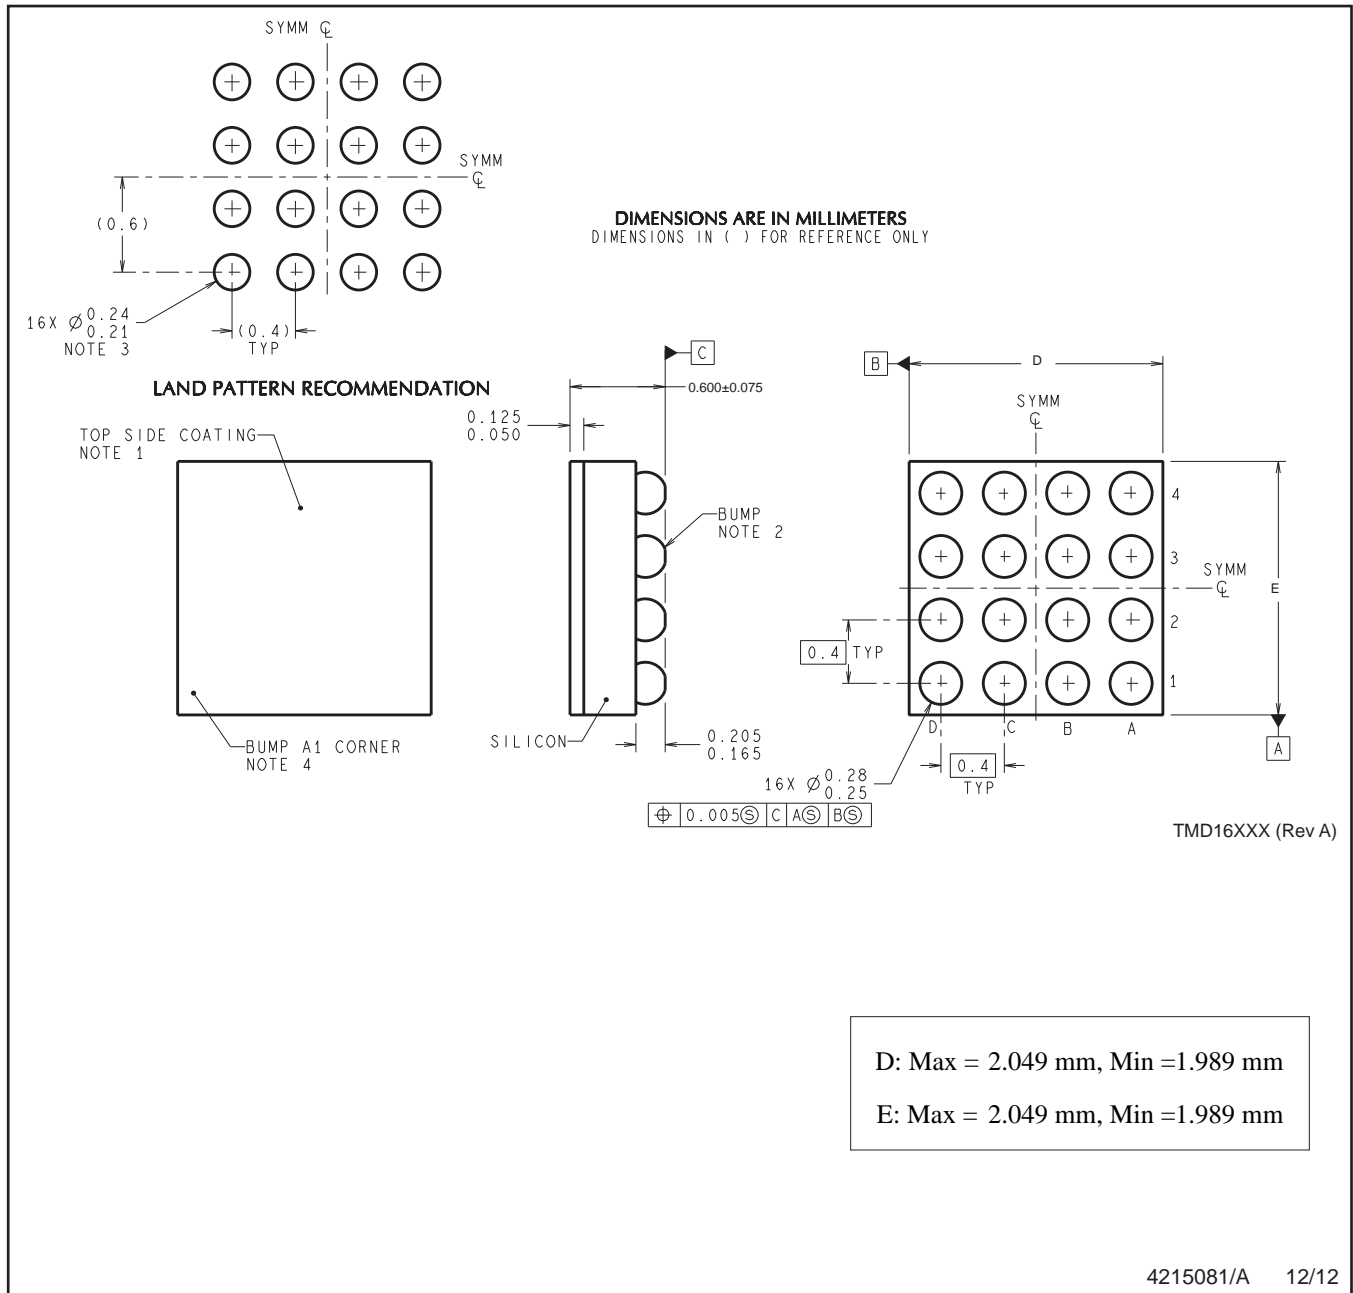 SYMM ℄
SYMM
℄
(0.6)
DIMENSIONS ARE IN MILLIMETERS
DIMENSIONS IN ( ) FOR REFERENCE ONLY
16X Ø 0.24
0.21
NOTE 3
(0.4)
TYP
LAND PATTERN RECOMMENDATION
C
0.600±0.075
B
D
SYMM
℄
0.125
0.050
TOP SIDE COATING
NOTE 1
BUMP
NOTE 2
4
3
SYMM
℄
E
2
0.4 TYP
1
BUMP A1 CORNER
NOTE 4
SILICON
0.205
0.165
D C B A
A
0.4
TYP
16X Ø 0.28
0.25
⌖ 0.005Ⓢ C AⓈ BⓈ
TMD16XXX (Rev A)
D: Max = 2.049 mm, Min =1.989 mm
E: Max = 2.049 mm, Min =1.989 mm
4215081/A 12/12